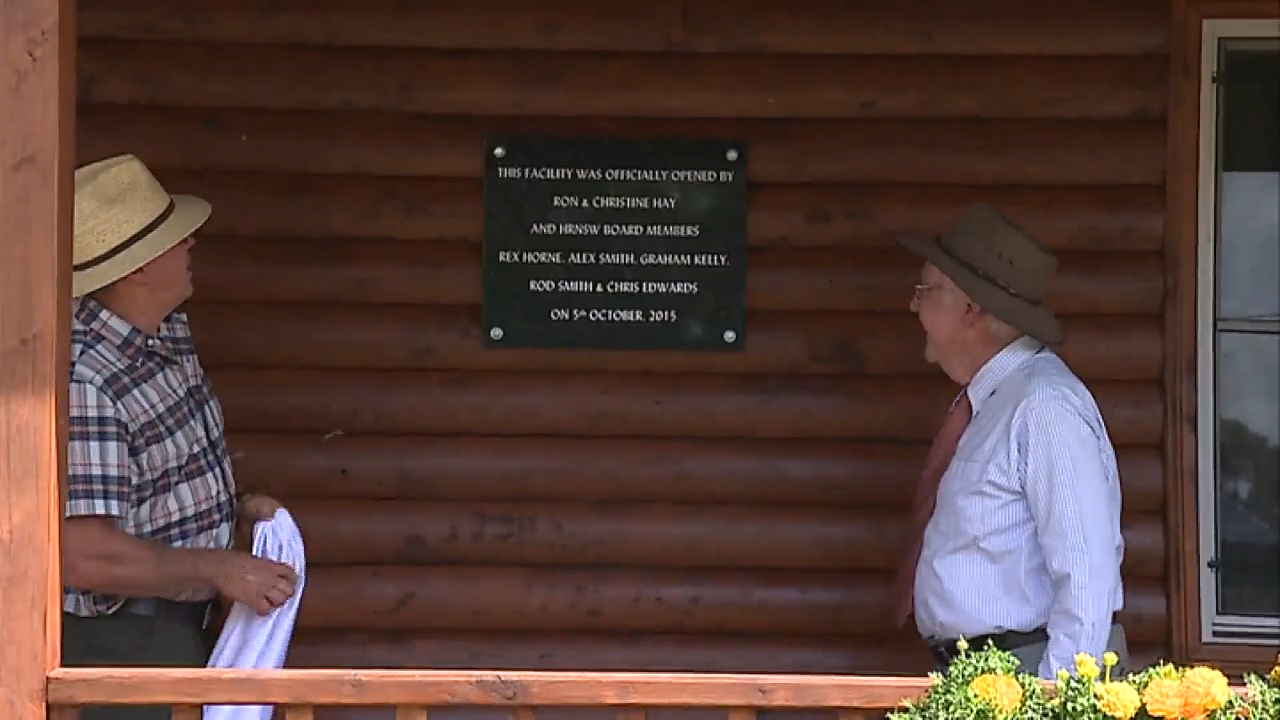 THIS FACILITY WAS OFFICIALLY OPENED BY
RON & CHRISTINE HAY
AND HRNSW BOARD MEMBERS
REX HORNE, ALEX SMITH, GRAHAM KELLY,
ROD SMITH & CHRIS EDWARDS
ON 5th OCTOBER, 2015